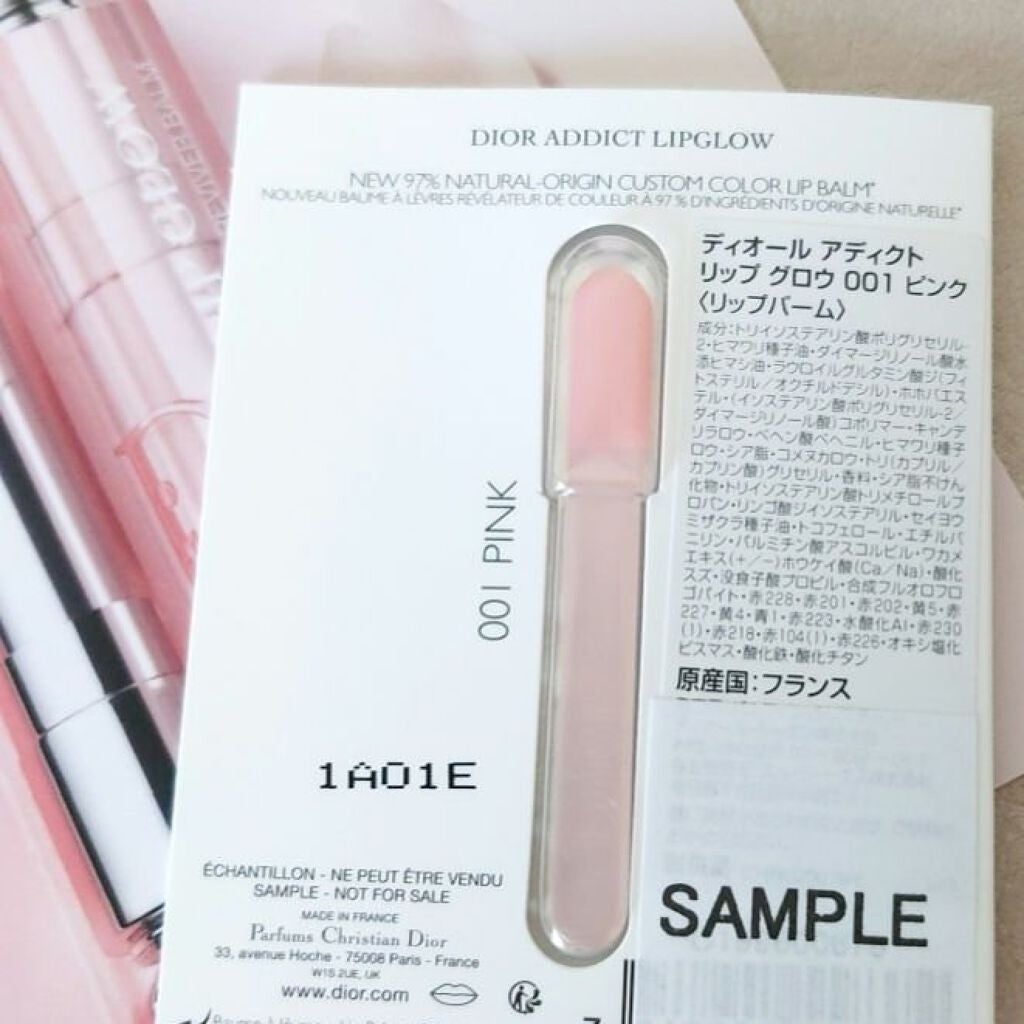 DIOR ADDICT LIPGLOW
NEW 97% NATURAL-ORIGIN CUSTOM COLOR LIP BALM*
NOUVEAU BAUME À LÈVRES RÉVÉLATEUR DE COULEUR À 97 % D'INGRÉDIENTS D'ORIGINE NATURELLE*
ディオール アディクト
リップ グロウ 001 ピンク
〈リップバーム〉
成分:トリイソステアリン酸ポリグリセリル-
2・ヒマワリ種子油・ダイマージリノール酸水
添ヒマシ油・ラウロイルグルタミン酸ジ(フィ
トステリル/オクチルドデシル)・ホホバエス
テル・(イソステアリン酸ポリグリセリル-2/
ダイマージリノール酸)コポリマー・キャンデ
リラロウ・ベヘン酸ベヘニル・ヒマワリ種子
ロウ・シア脂・コメヌカロウ・トリ(カプリル/
カプリン酸)グリセリル・香料・シア脂不けん
化物・トリイソステアリン酸トリメチロールプ
ロパン・リンゴ酸ジイソステアリル・セイヨウ
ミザクラ種子油・トコフェロール・エチルバ
ニリン・パルミチン酸アスコルビル・ワカメ
エキス(+/-)ホウケイ酸(Ca/Na)・酸化
スズ・没食子酸プロピル・合成フルオロフロ
ゴパイト・赤228・赤201・赤202・黄5・赤
227・黄4・青1・赤223・水酸化Al・赤230
(1)・赤218・赤104(1)・赤226・オキシ塩化
ビスマス・酸化鉄・酸化チタン
原産国:フランス
001 PINK
1A01E
SAMPLE
ÉCHANTILLON - NE PEUT ÊTRE VENDU
SAMPLE - NOT FOR SALE
MADE IN FRANCE
Parfums Christian Dior
33, avenue Hoche - 75008 Paris - France
W1S 2UE, UK
www.dior.com
GLOW
REVIVER BALM